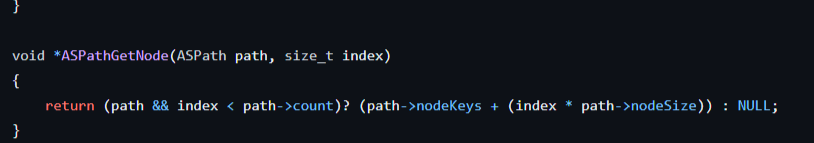 }
void *ASPathGetNode(ASPath path, size_t index)
{
    return (path && index < path->count)? (path->nodeKeys + (index * path->nodeSize)) : NULL;
}